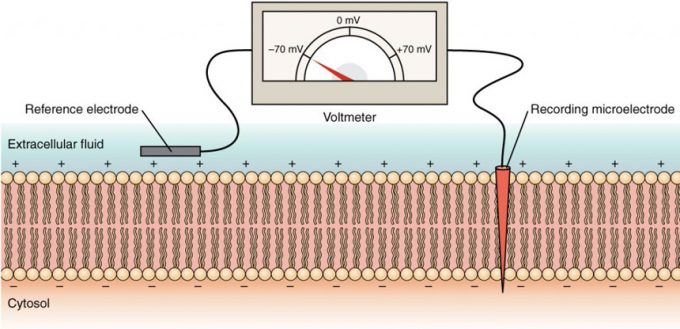 0 mV
–70 mV
+70 mV
Reference electrode
Voltmeter
Recording microelectrode
Extracellular fluid
+ + + + + + + + + + + + + + +
– – – – – – – – – – – – – – –
Cytosol